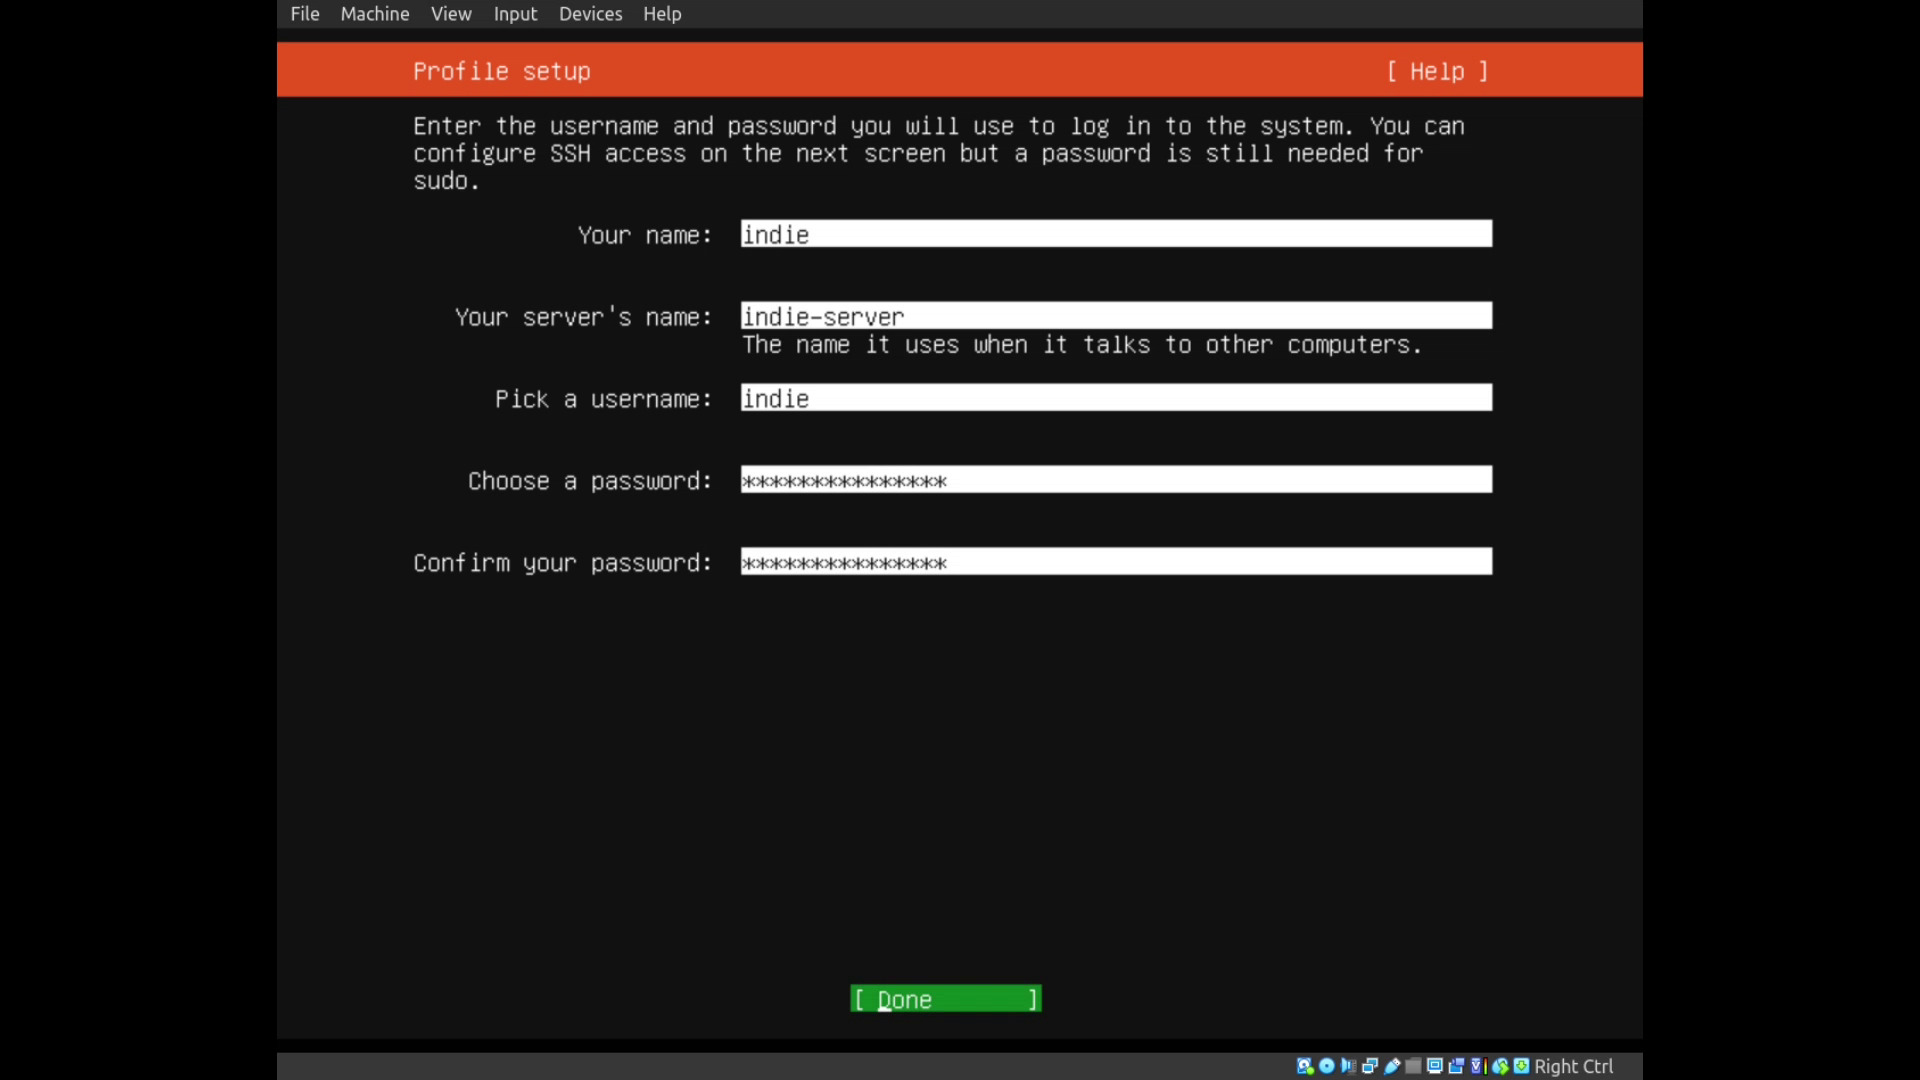 File Machine View Input Devices Help
Profile setup [ Help ]
Enter the username and password you will use to log in to the system. You can
configure SSH access on the next screen but a password is still needed for
sudo.
Your name: indie
Your server's name: indie-server
The name it uses when it talks to other computers.
Pick a username: indie
Choose a password: ***************
Confirm your password: ***************
[ Done ]
Right Ctrl